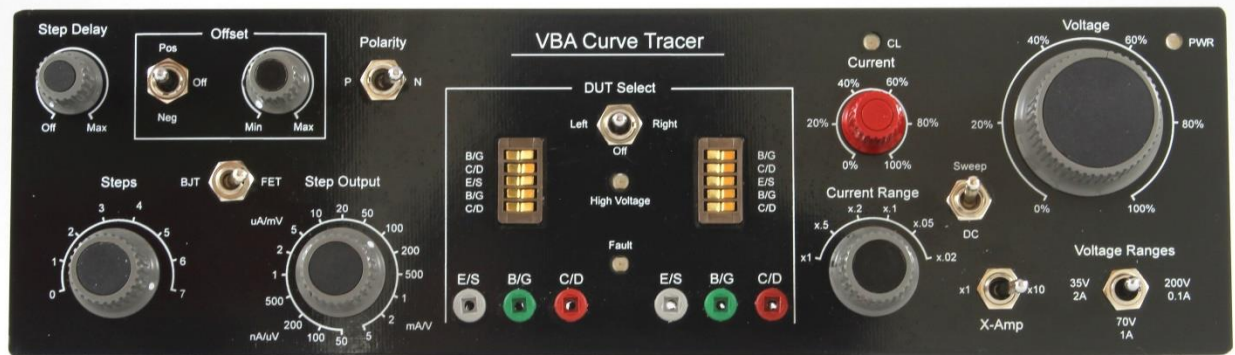 Step Delay
Off
Max
Offset
Pos
Off
Neg
Min
Max
Polarity
P
N
VBA Curve Tracer
DUT Select
Left
Right
Off
High Voltage
Fault
B/G
C/D
E/S
B/G
C/D
B/G
C/D
E/S
B/G
C/D
E/S
B/G
C/D
E/S
B/G
C/D
BJT
FET
Steps
0
1
2
3
4
5
6
7
Step Output
uA/mV
1
2
5
10
20
50
100
200
500
1
2
5
mA/V
50
100
200
500
nA/uV
CL
Current
0%
20%
40%
60%
80%
100%
Current Range
x1
x.5
x.2
x.1
x.05
x.02
Sweep
DC
X-Amp
x1
x10
Voltage
0%
20%
40%
60%
80%
100%
PWR
Voltage Ranges
35V
2A
200V
0.1A
70V
1A